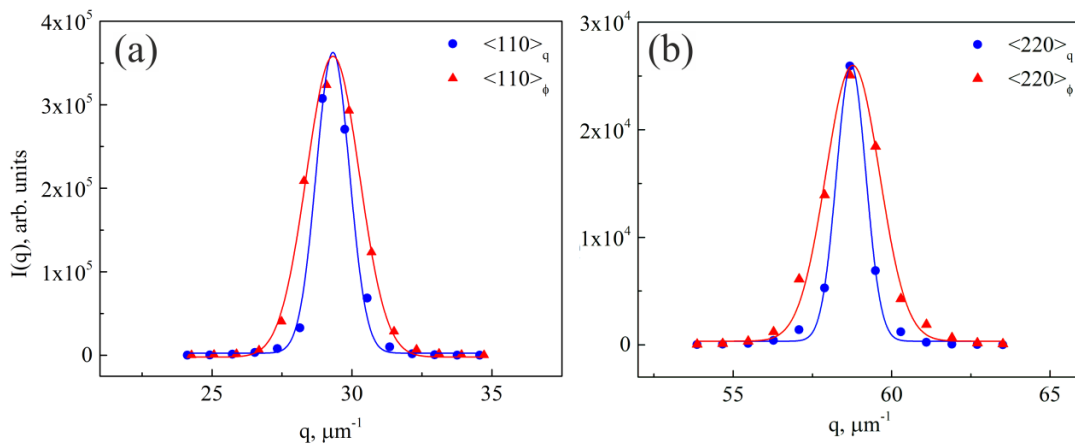 (a)
<110>q
<110>ϕ
4x10⁵
3x10⁵
2x10⁵
1x10⁵
0
I(q), arb. units
25
30
35
q, μm⁻¹
(b)
<220>q
<220>ϕ
3x10⁴
2x10⁴
1x10⁴
0
55
60
65
q, μm⁻¹